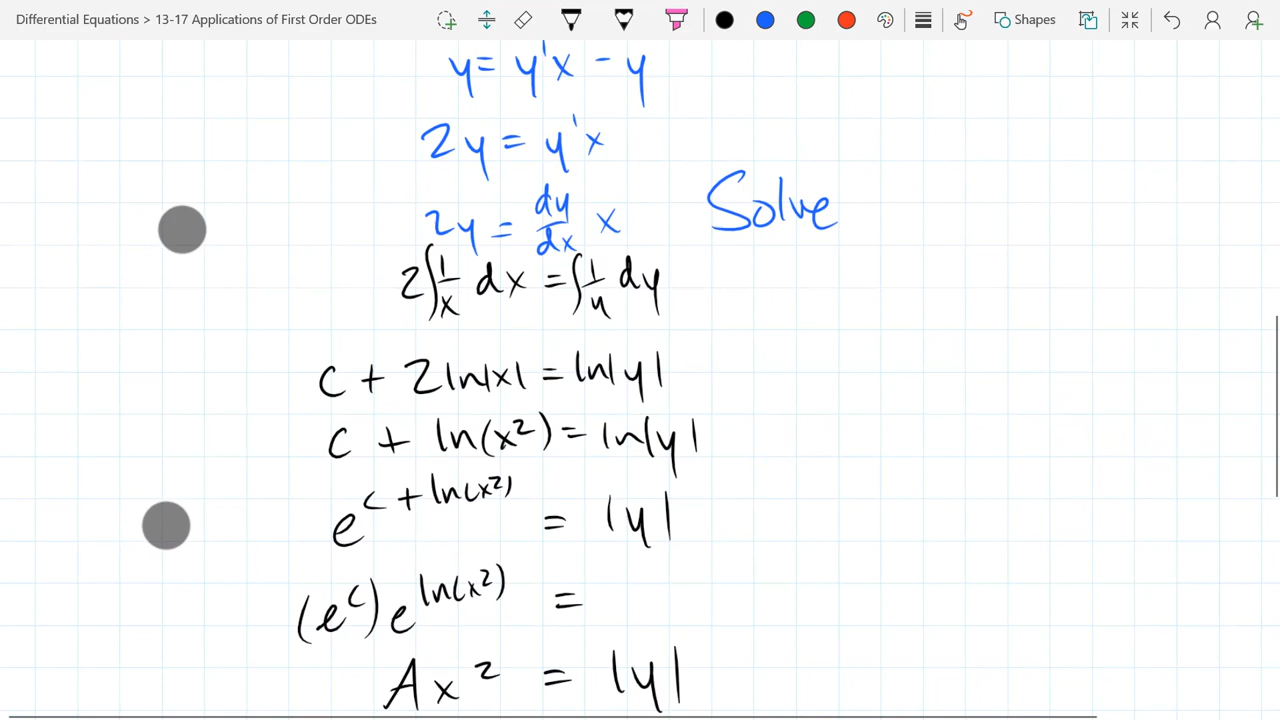 Differential Equations > 13-17 Applications of First Order ODEs
Shapes
y = y'x - y
2y = y'x
2y = dy/dx x
Solve
2∫1/x dx = ∫1/y dy
c + 2ln|x| = ln|y|
c + ln(x²) = ln|y|
e^(c + ln(x²)) = |y|
(e^c) e^(ln(x²)) =
Ax² = |y|